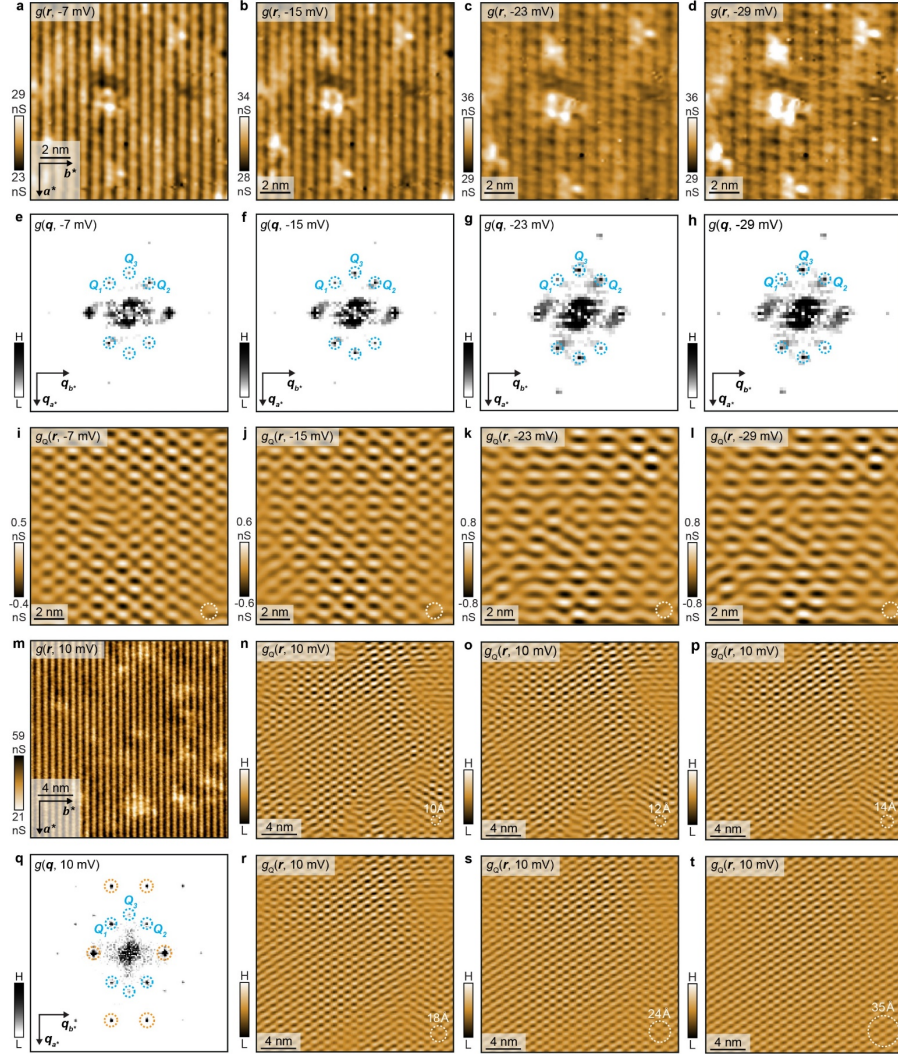 a g(r, -7 mV)
b g(r, -15 mV)
c g(r, -23 mV)
d g(r, -29 mV)
29
nS
23
nS
2 nm
b*
a*
34
nS
28
nS
2 nm
36
nS
29
nS
2 nm
36
nS
29
nS
2 nm
e g(q, -7 mV)
f g(q, -15 mV)
g g(q, -23 mV)
h g(q, -29 mV)
Q3
Q1
Q2
H
L
qb*
qa*
Q3
Q1
Q2
H
L
qb*
qa*
Q3
Q1
Q2
H
L
qb*
qa*
Q3
Q1
Q2
H
L
qb*
qa*
i gQ(r, -7 mV)
j gQ(r, -15 mV)
k gQ(r, -23 mV)
l gQ(r, -29 mV)
0.5
nS
-0.4
nS
2 nm
0.6
nS
-0.6
nS
2 nm
0.8
nS
-0.8
nS
2 nm
0.8
nS
-0.8
nS
2 nm
m g(r, 10 mV)
n gQ(r, 10 mV)
o gQ(r, 10 mV)
p gQ(r, 10 mV)
59
nS
21
nS
4 nm
b*
a*
H
L
4 nm
10Å
H
L
4 nm
12Å
H
L
4 nm
14Å
q g(q, 10 mV)
r gQ(r, 10 mV)
s gQ(r, 10 mV)
t gQ(r, 10 mV)
Q3
Q1
Q2
H
L
qb*
qa*
H
L
4 nm
18Å
H
L
4 nm
24Å
H
L
4 nm
35Å